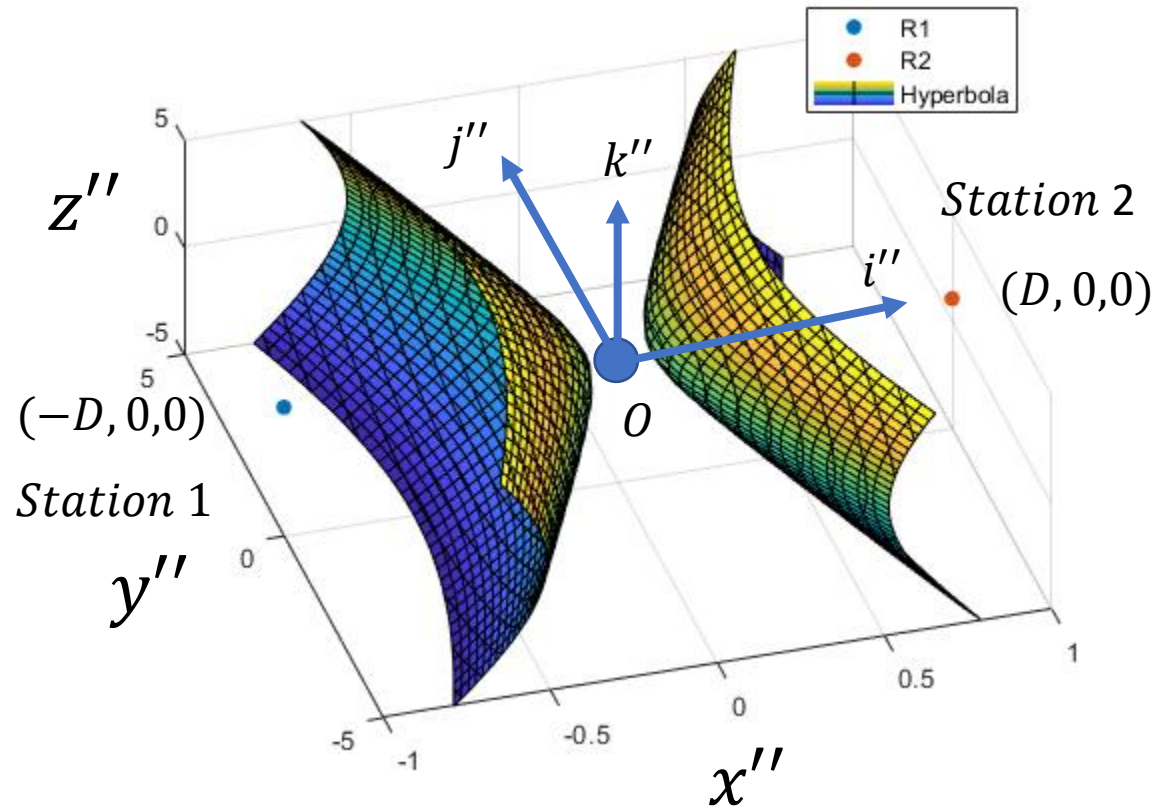 R1
R2
Hyperbola
j′′
k′′
i′′
Station 2
(D, 0,0)
z′′
5
0
-5
O
(−D, 0,0)
Station 1
y′′
5
0
-5
-1
-0.5
0
0.5
1
x′′